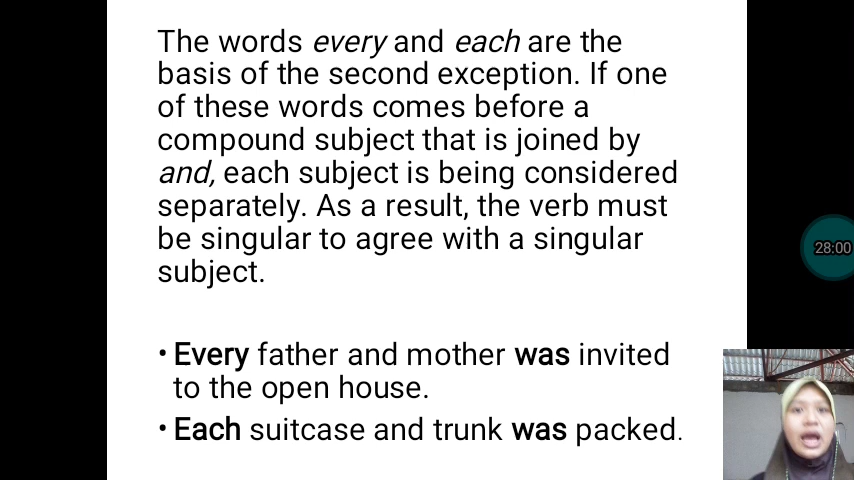 The words every and each are the
basis of the second exception. If one
of these words comes before a
compound subject that is joined by
and, each subject is being considered
separately. As a result, the verb must
be singular to agree with a singular
subject.
• Every father and mother was invited
to the open house.
• Each suitcase and trunk was packed.
28:00